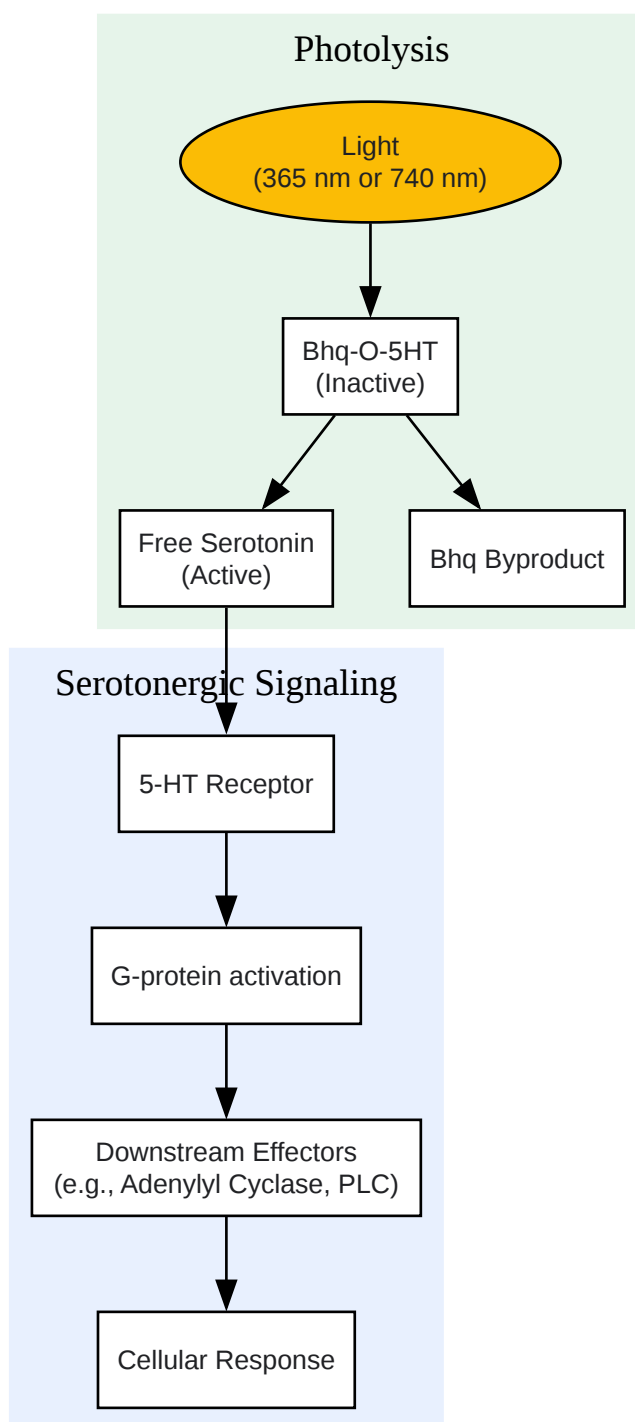 Photolysis
Light
(365 nm or 740 nm)
Bhq-O-5HT
(Inactive)
Free Serotonin
(Active)
Bhq Byproduct
Serotonergic Signaling
5-HT Receptor
G-protein activation
Downstream Effectors
(e.g., Adenylyl Cyclase, PLC)
Cellular Response